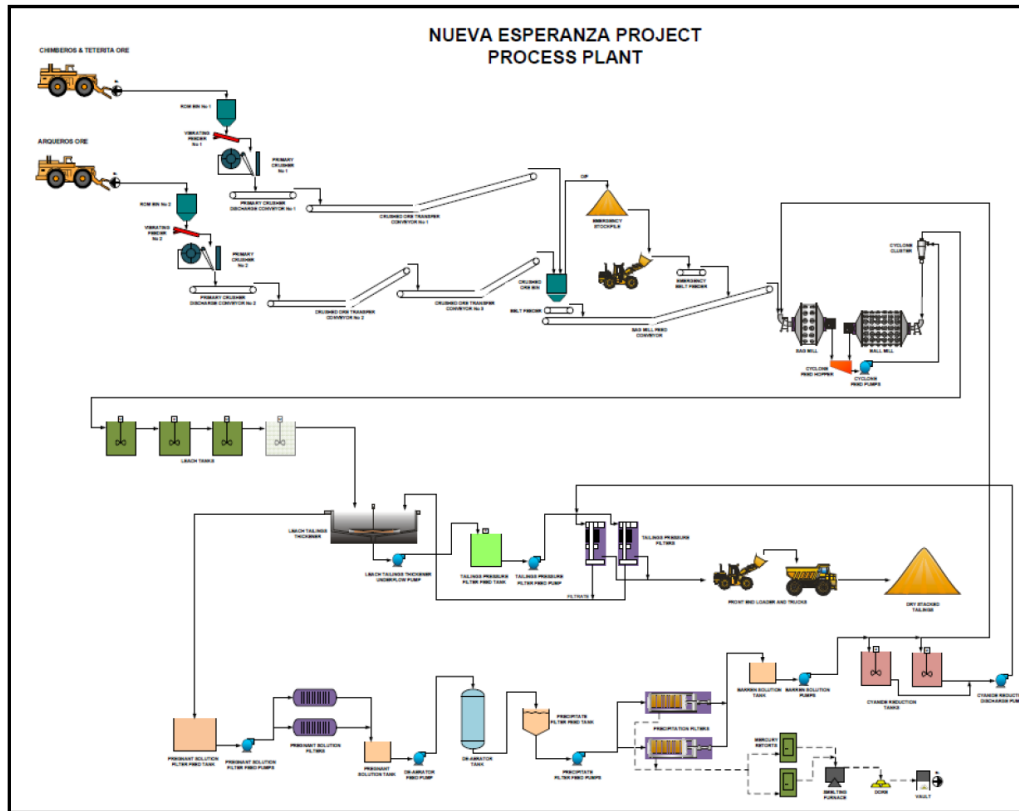 NUEVA ESPERANZA PROJECT
PROCESS PLANT
CHIMBEROS & TETERITA ORE
ROM BIN No 1
VIBRATING
FEEDER
No 1
PRIMARY
CRUSHER
No 1
ARQUEROS ORE
PRIMARY CRUSHER
DISCHARGE CONVEYOR No 1
CRUSHED ORE TRANSFER
CONVEYOR No 1
ROM BIN No 2
VIBRATING
FEEDER
No 2
PRIMARY
CRUSHER
No 2
PRIMARY CRUSHER
DISCHARGE CONVEYOR No 2
CRUSHED ORE TRANSFER
CONVEYOR No 2
CRUSHED ORE TRANSFER
CONVEYOR No 3
CRUSHED
ORE BIN
BELT FEEDER
O/F
EMERGENCY
STOCKPILE
EMERGENCY
BELT FEEDER
SAG MILL FEED
CONVEYOR
CYCLONE
CLUSTER
SAG MILL
BALL MILL
CYCLONE
FEED HOPPER
CYCLONE
FEED PUMPS
LEACH TANKS
LEACH TAILINGS
THICKENER
LEACH TAILINGS THICKENER
UNDERFLOW PUMP
TAILINGS PRESSURE
FILTER FEED TANK
TAILINGS PRESSURE
FILTER FEED PUMP
TAILINGS PRESSURE
FILTERS
FILTRATE
FRONT END LOADER AND TRUCKS
DRY STACKED
TAILINGS
PREGNANT SOLUTION
FILTER FEED TANK
PREGNANT SOLUTION
FILTER FEED PUMPS
PREGNANT SOLUTION
FILTERS
PREGNANT
SOLUTION TANK
DE-AERATOR
FEED PUMP
DE-AERATOR
TANK
PRECIPITATE
FILTER FEED TANK
PRECIPITATE
FILTER FEED PUMPS
PRECIPITATION FILTERS
BARREN SOLUTION
TANK
BARREN SOLUTION
PUMPS
CYANIDE REDUCTION
TANKS
CYANIDE REDUCTION
DISCHARGE PUMP
MERCURY
RETORTS
SMELTING
FURNACE
DORE
VAULT